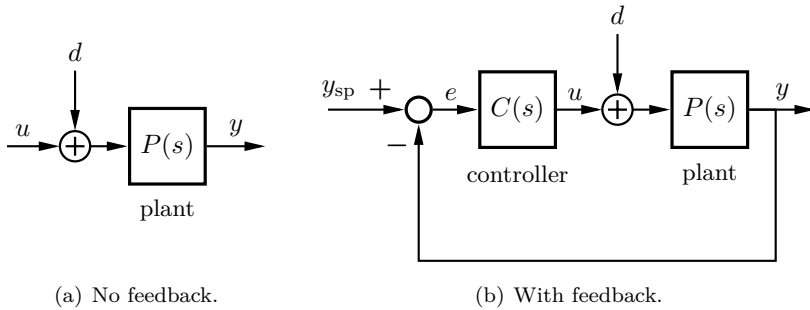 d
u
+
P(s)
y
plant
(a) No feedback.
d
y_sp
+
e
C(s)
u
+
P(s)
y
−
controller
plant
(b) With feedback.